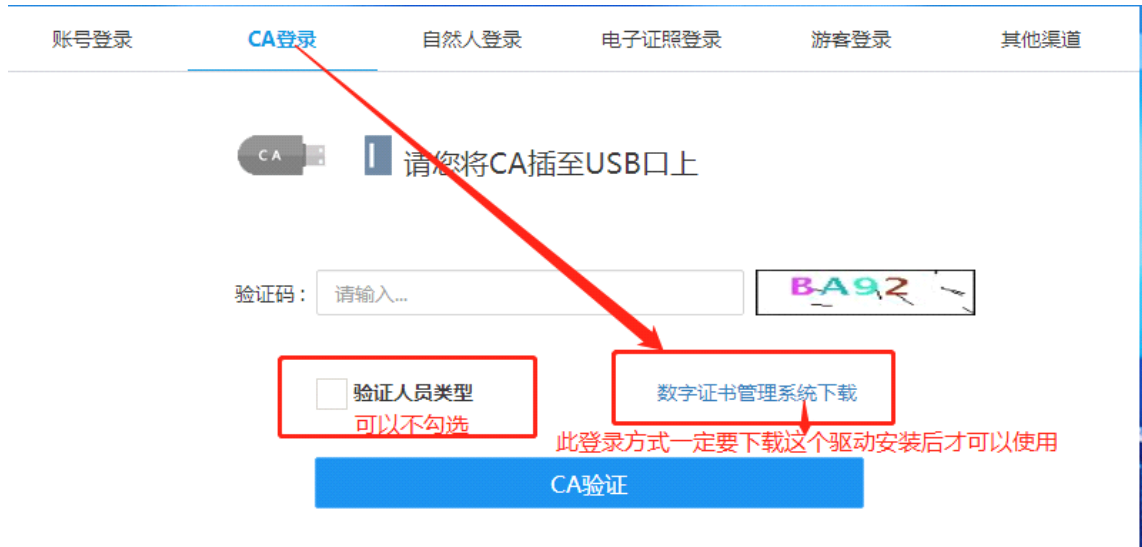 账号登录 CA登录 自然人登录 电子证照登录 游客登录 其他渠道
CA 请您将CA插至USB口上
验证码： 请输入... BA92
验证人员类型 数字证书管理系统下载
可以不勾选
此登录方式一定要下载这个驱动安装后才可以使用
CA验证